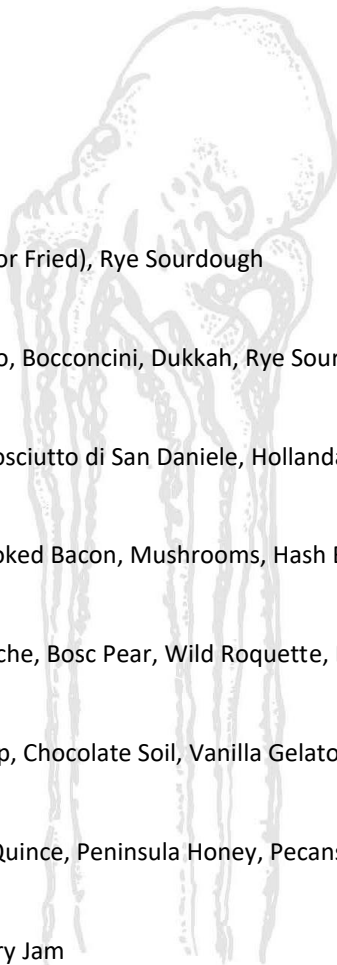 or Fried), Rye Sourdough
o, Bocconcini, Dukkah, Rye Sour
osciutto di San Daniele, Holland
oked Bacon, Mushrooms, Hash
che, Bosc Pear, Wild Roquette,
p, Chocolate Soil, Vanilla Gelato
Quince, Peninsula Honey, Pecans
ry Jam